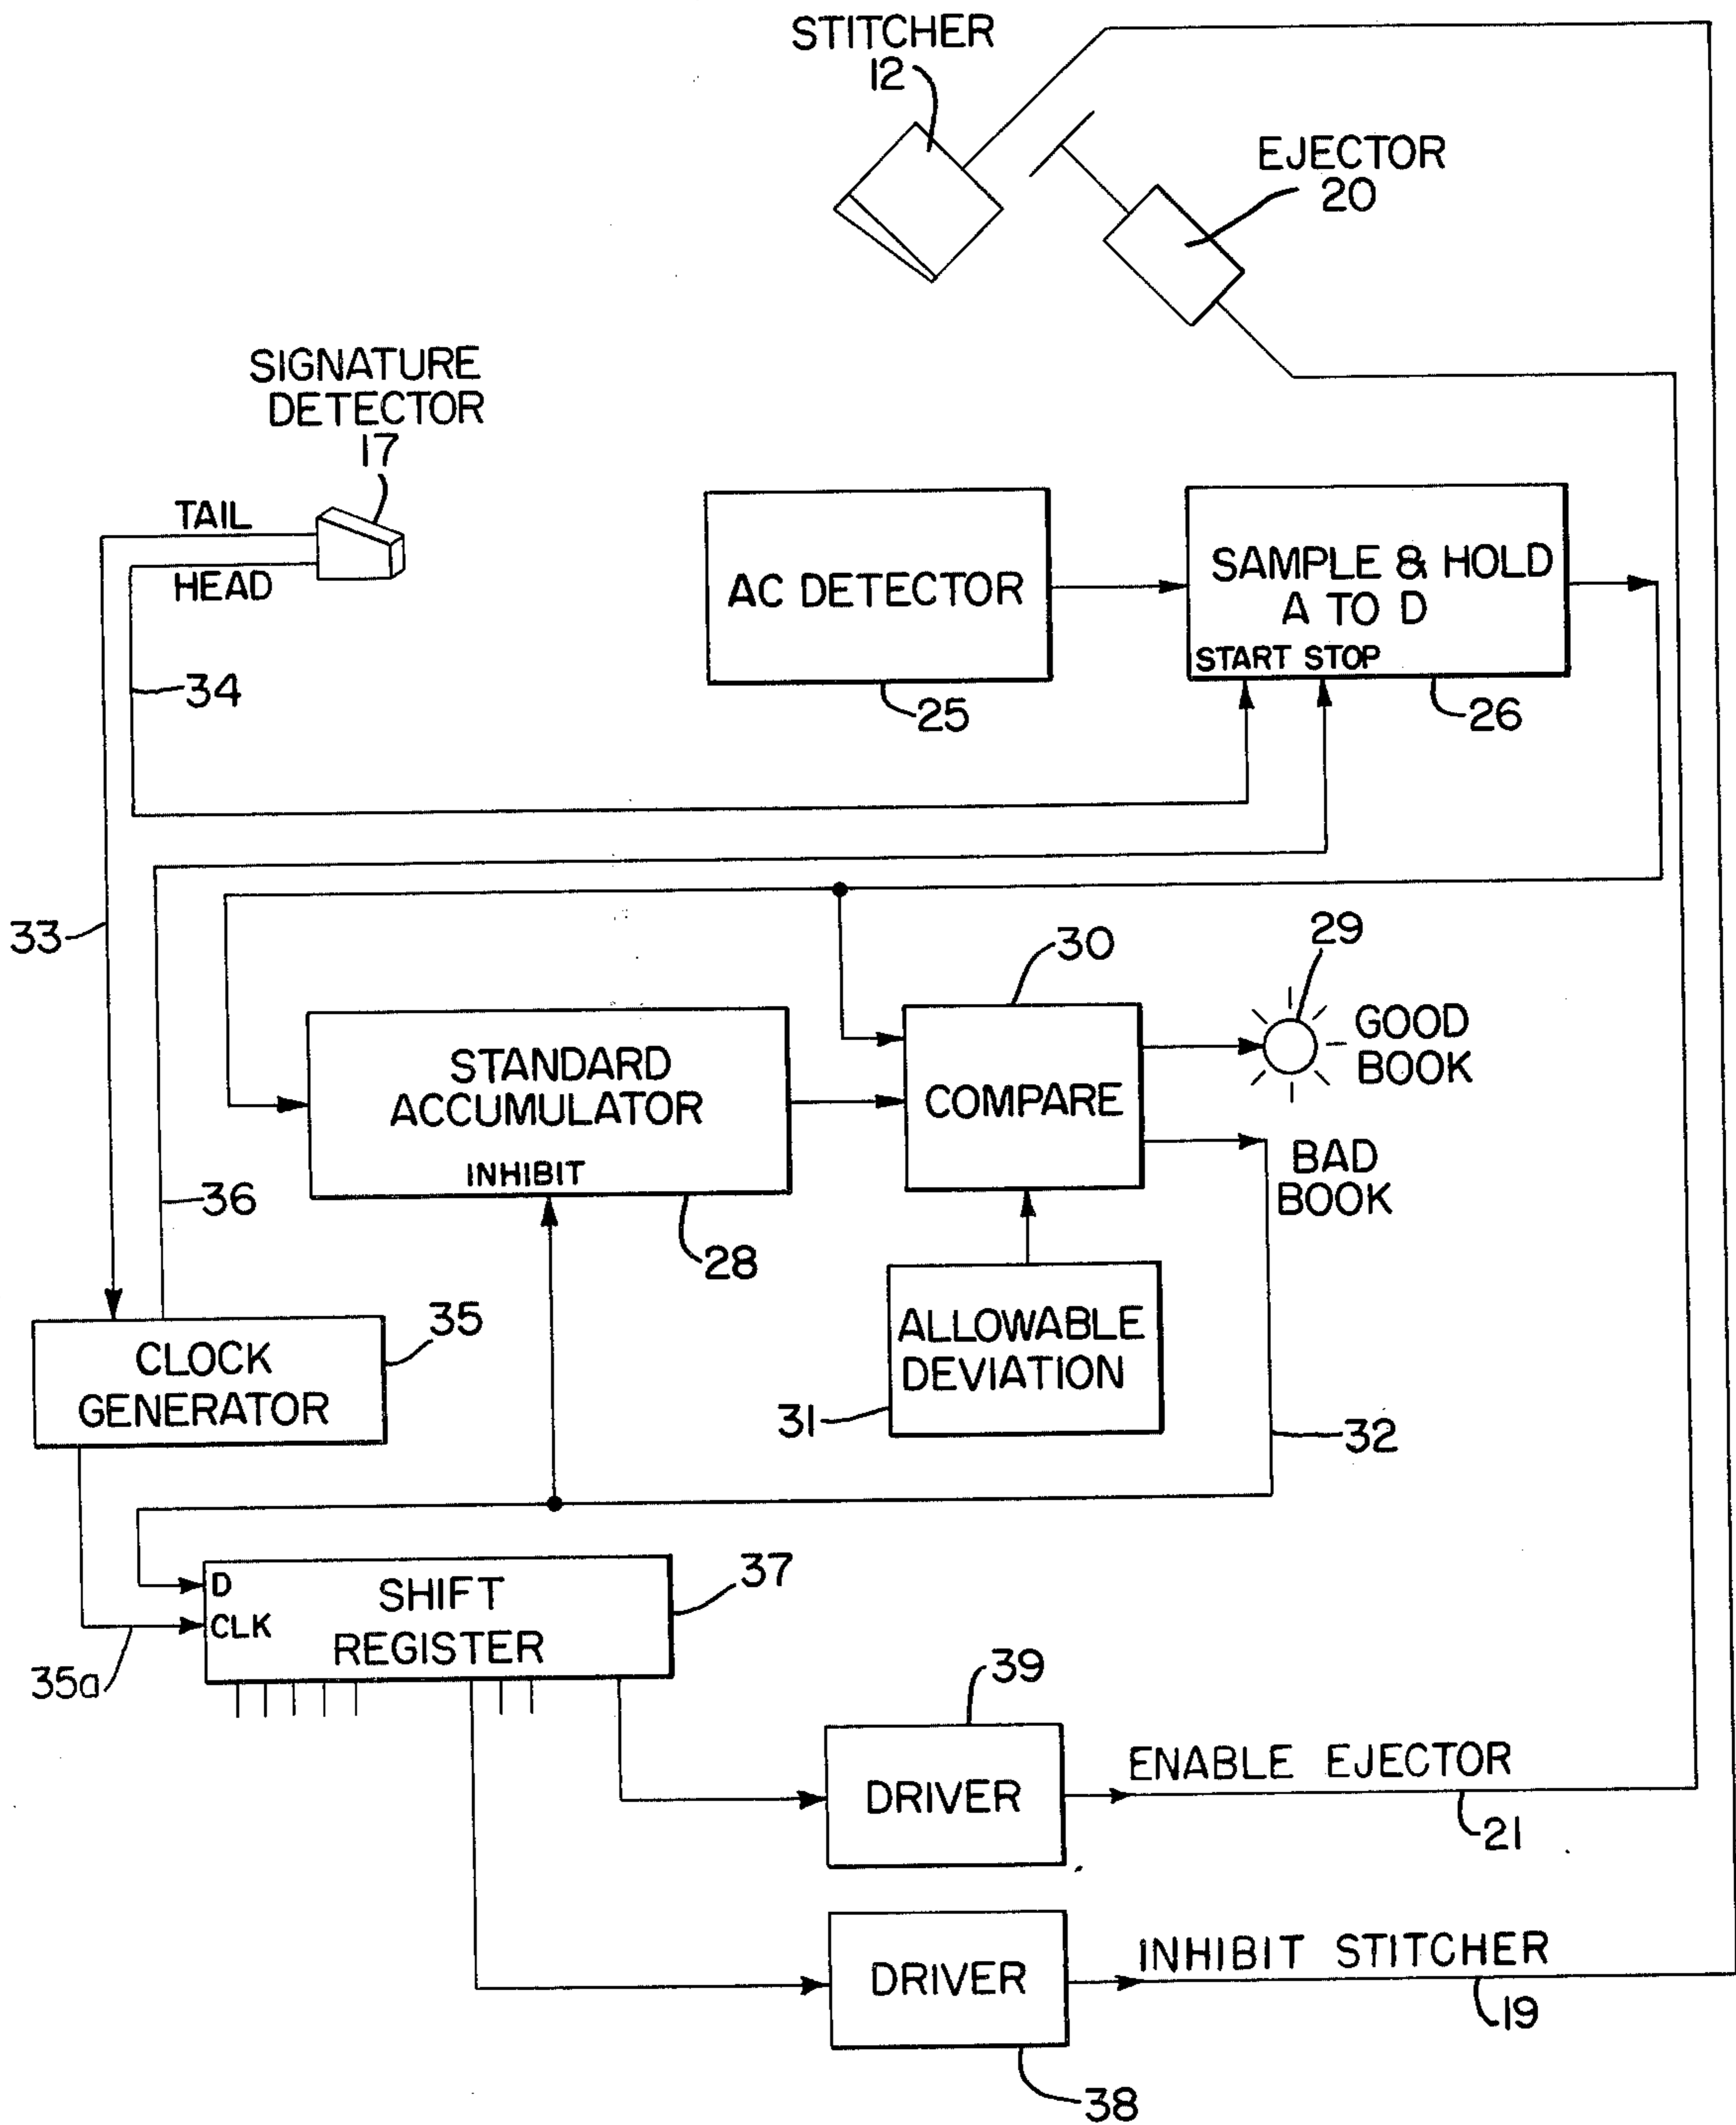 STITCHER
12
EJECTOR
20
SIGNATURE
DETECTOR
17
TAIL
HEAD
34
AC DETECTOR
25
SAMPLE & HOLD
A TO D
START STOP
26
33
36
STANDARD
ACCUMULATOR
INHIBIT
28
30
COMPARE
29
GOOD
BOOK
BAD
BOOK
ALLOWABLE
DEVIATION
31
32
CLOCK
GENERATOR
35
D
CLK
SHIFT
REGISTER
37
35a
39
DRIVER
ENABLE EJECTOR
21
DRIVER
38
INHIBIT STITCHER
19